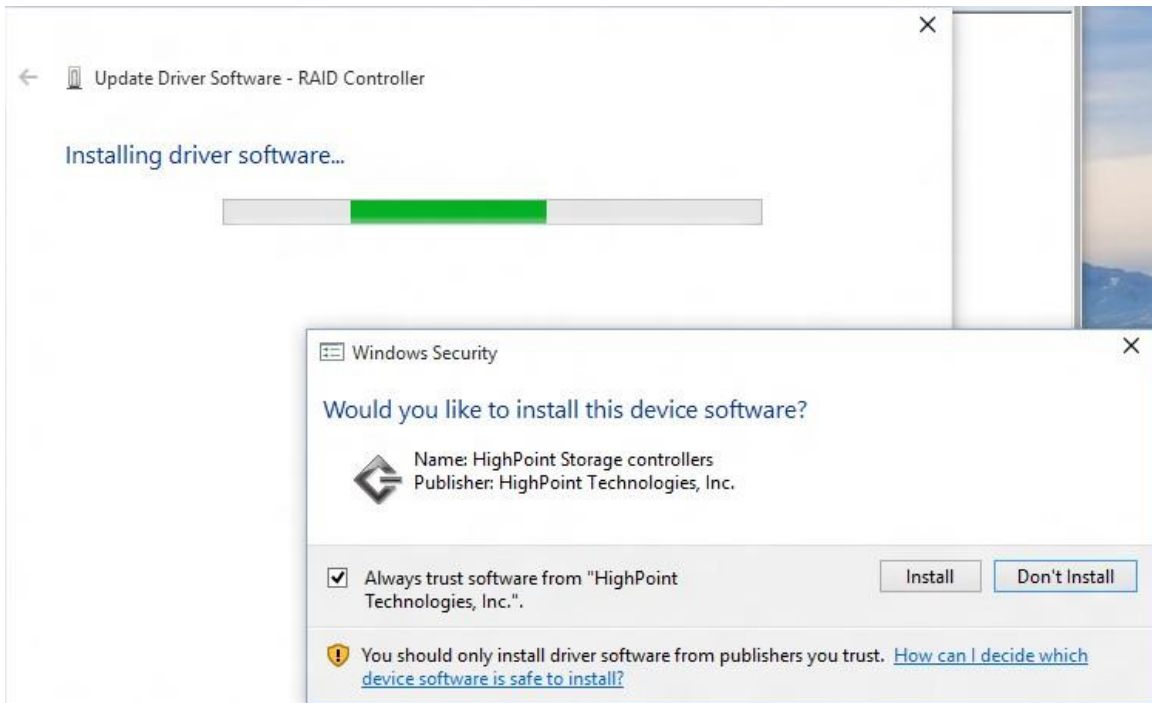 Update Driver Software - RAID Controller
Installing driver software...
Windows Security
Would you like to install this device software?
Name: HighPoint Storage controllers
Publisher: HighPoint Technologies, Inc.
Always trust software from "HighPoint
Technologies, Inc.".
Install
Don't Install
You should only install driver software from publishers you trust. How can I decide which
device software is safe to install?